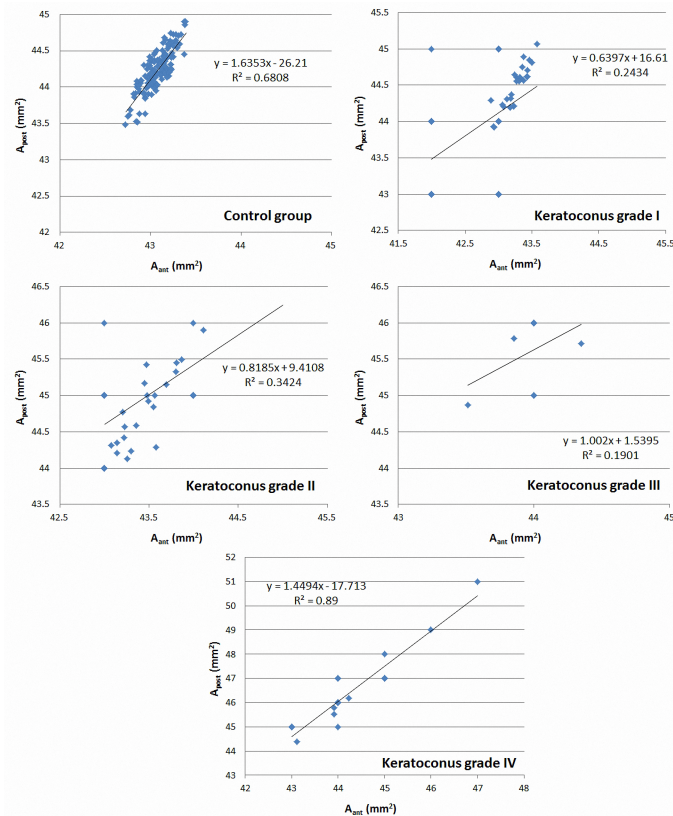 45
44.5
44
43.5
43
42.5
42
A_post (mm²)
y = 1.6353x - 26.21
R² = 0.6808
Control group
42 43 44 45
A_ant (mm²)
45.5
45
44.5
44
43.5
43
42.5
A_post (mm²)
y = 0.6397x + 16.61
R² = 0.2434
Keratoconus grade I
41.5 42.5 43.5 44.5 45.5
A_ant (mm²)
46.5
46
45.5
45
44.5
44
43.5
A_post (mm²)
y = 0.8185x + 9.4108
R² = 0.3424
Keratoconus grade II
42.5 43.5 44.5 45.5
A_ant (mm²)
46.5
46
45.5
45
44.5
44
43.5
A_post (mm²)
y = 1.002x + 1.5395
R² = 0.1901
Keratoconus grade III
43 44 45
A_ant (mm²)
52
51
50
49
48
47
46
45
44
43
A_post (mm²)
y = 1.4494x - 17.713
R² = 0.89
Keratoconus grade IV
42 43 44 45 46 47 48
A_ant (mm²)